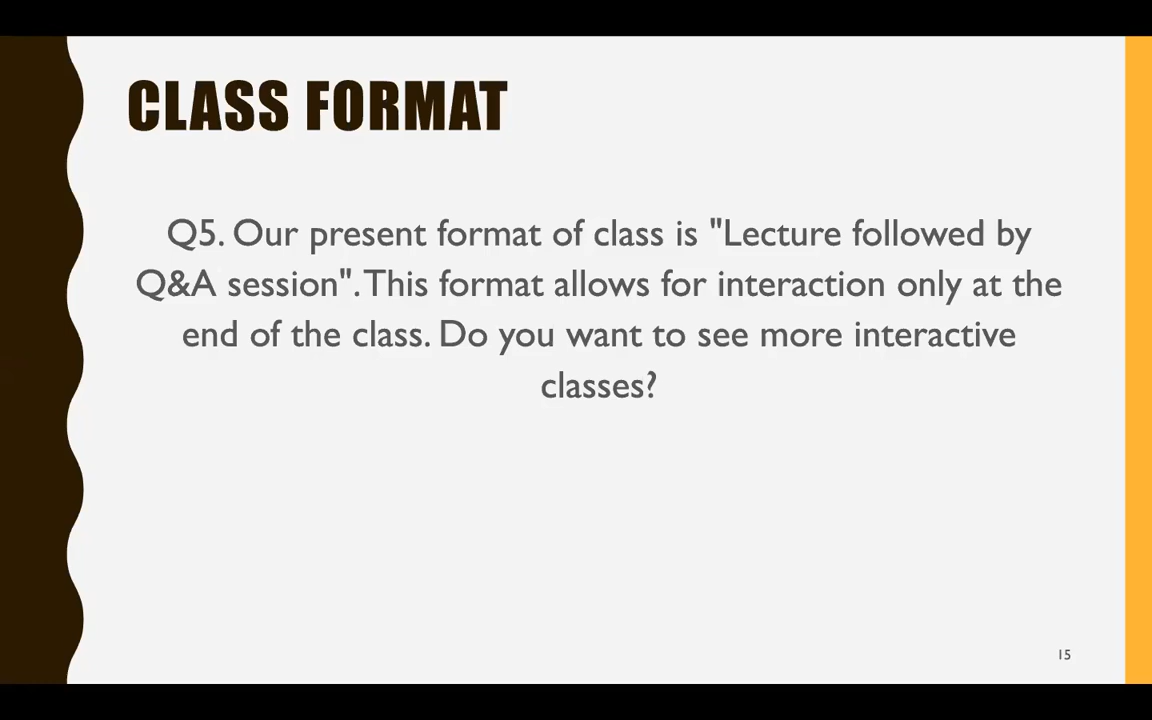 CLASS FORMAT
Q5. Our present format of class is "Lecture followed by
Q&A session". This format allows for interaction only at the
end of the class. Do you want to see more interactive
classes?
15